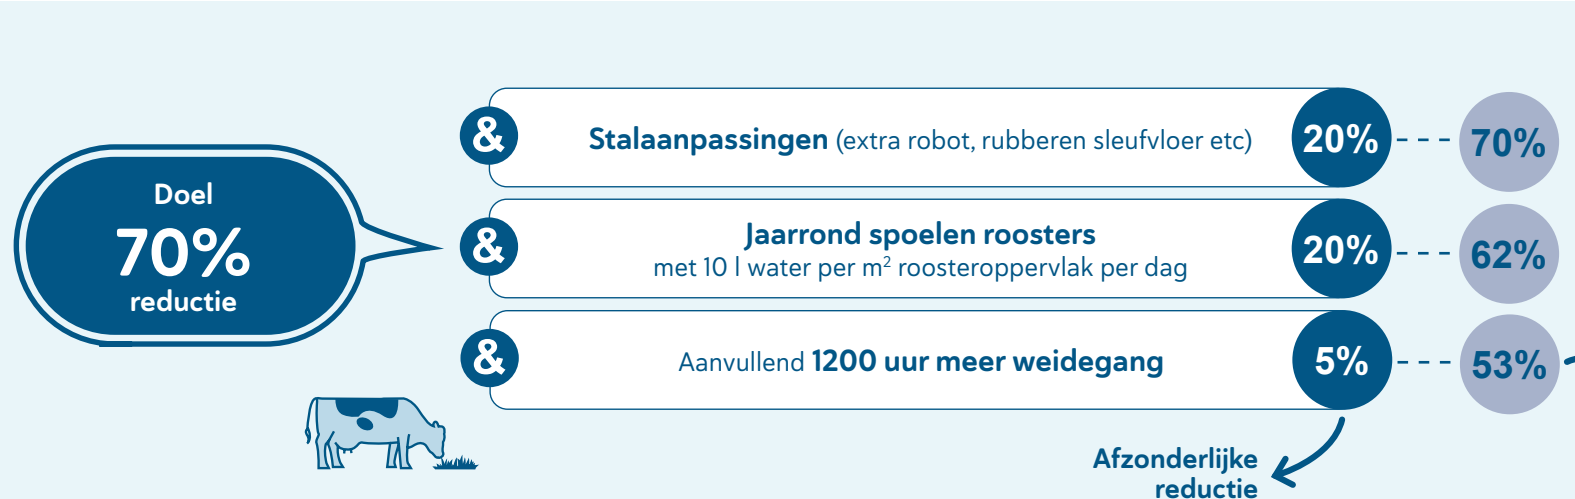 Doel
70%
reductie
& Stalaanpassingen (extra robot, rubberen sleufvloer etc) 20% 70%
& Jaarrond spoelen roosters
met 10 l water per m² roosteroppervlak per dag 20% 62%
& Aanvullend 1200 uur meer weidegang 5% 53%
Afzonderlijke
reductie